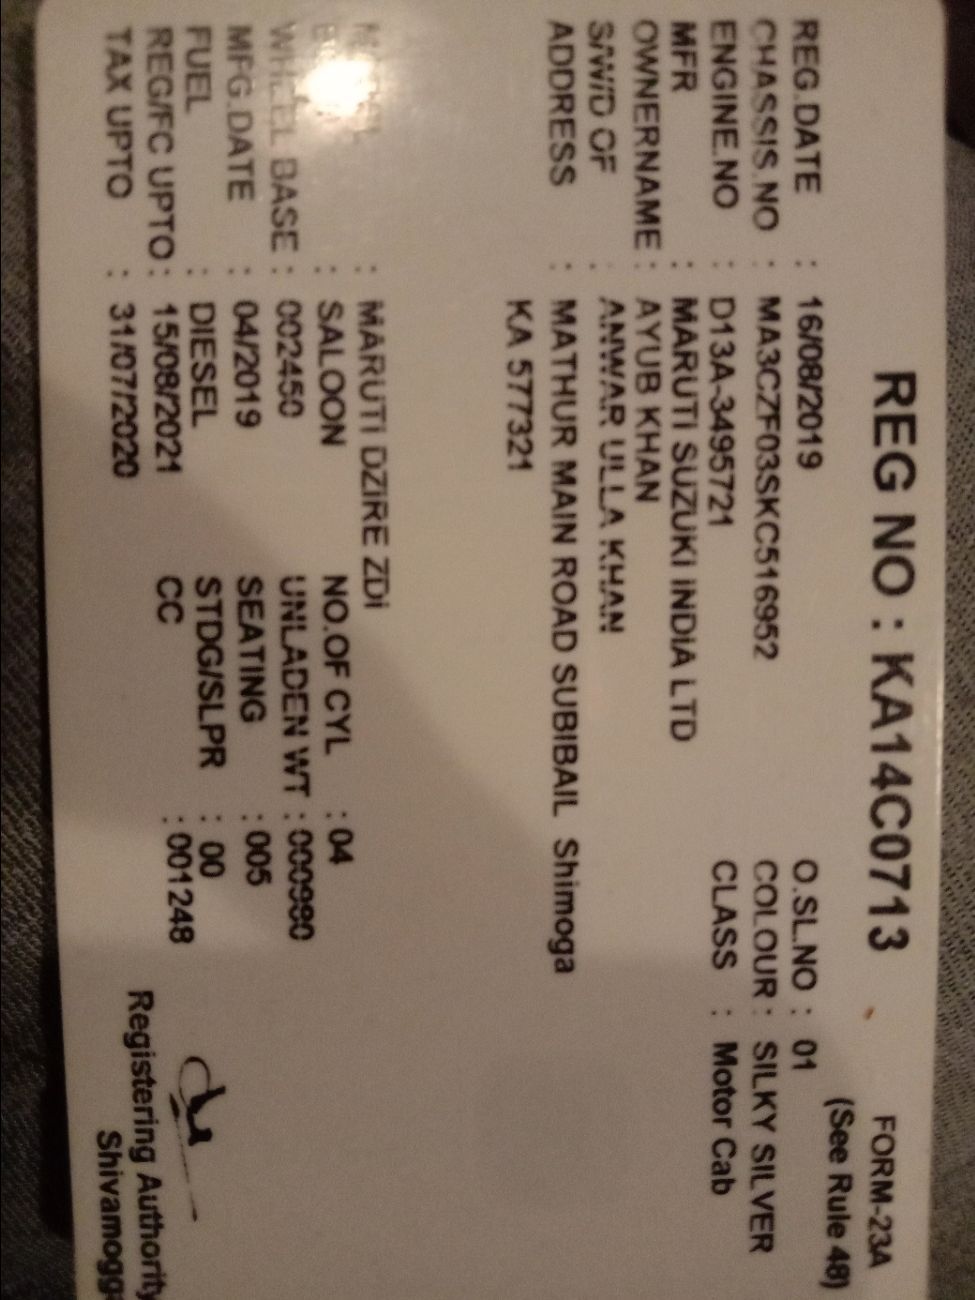 FORM-23A
REG NO : KA14C0713 (See Rule 48)
REG.DATE : 16/08/2019 O.SL.NO : 01
CHASSIS.NO : MA3CZF03SKC516952 COLOUR : SILKY SILVER
ENGINE.NO : D13A-3495721 CLASS : Motor Cab
MFR : MARUTI SUZUKI INDIA LTD
OWNERNAME : AYUB KHAN
S/W/D OF : ANWAR ULLA KHAN
ADDRESS : MATHUR MAIN ROAD SUBIBAIL Shimoga
KA 577321
: MARUTI DZIRE ZDi
: SALOON NO.OF CYL : 04
WHEEL BASE : 002450 UNLADEN WT : 000980
MFG.DATE : 04/2019 SEATING : 005
FUEL : DIESEL STDG/SLPR : 00
REG/FC UPTO : 15/08/2021 CC : 001248
TAX UPTO : 31/07/2020
Registering Authority
Shivamogga